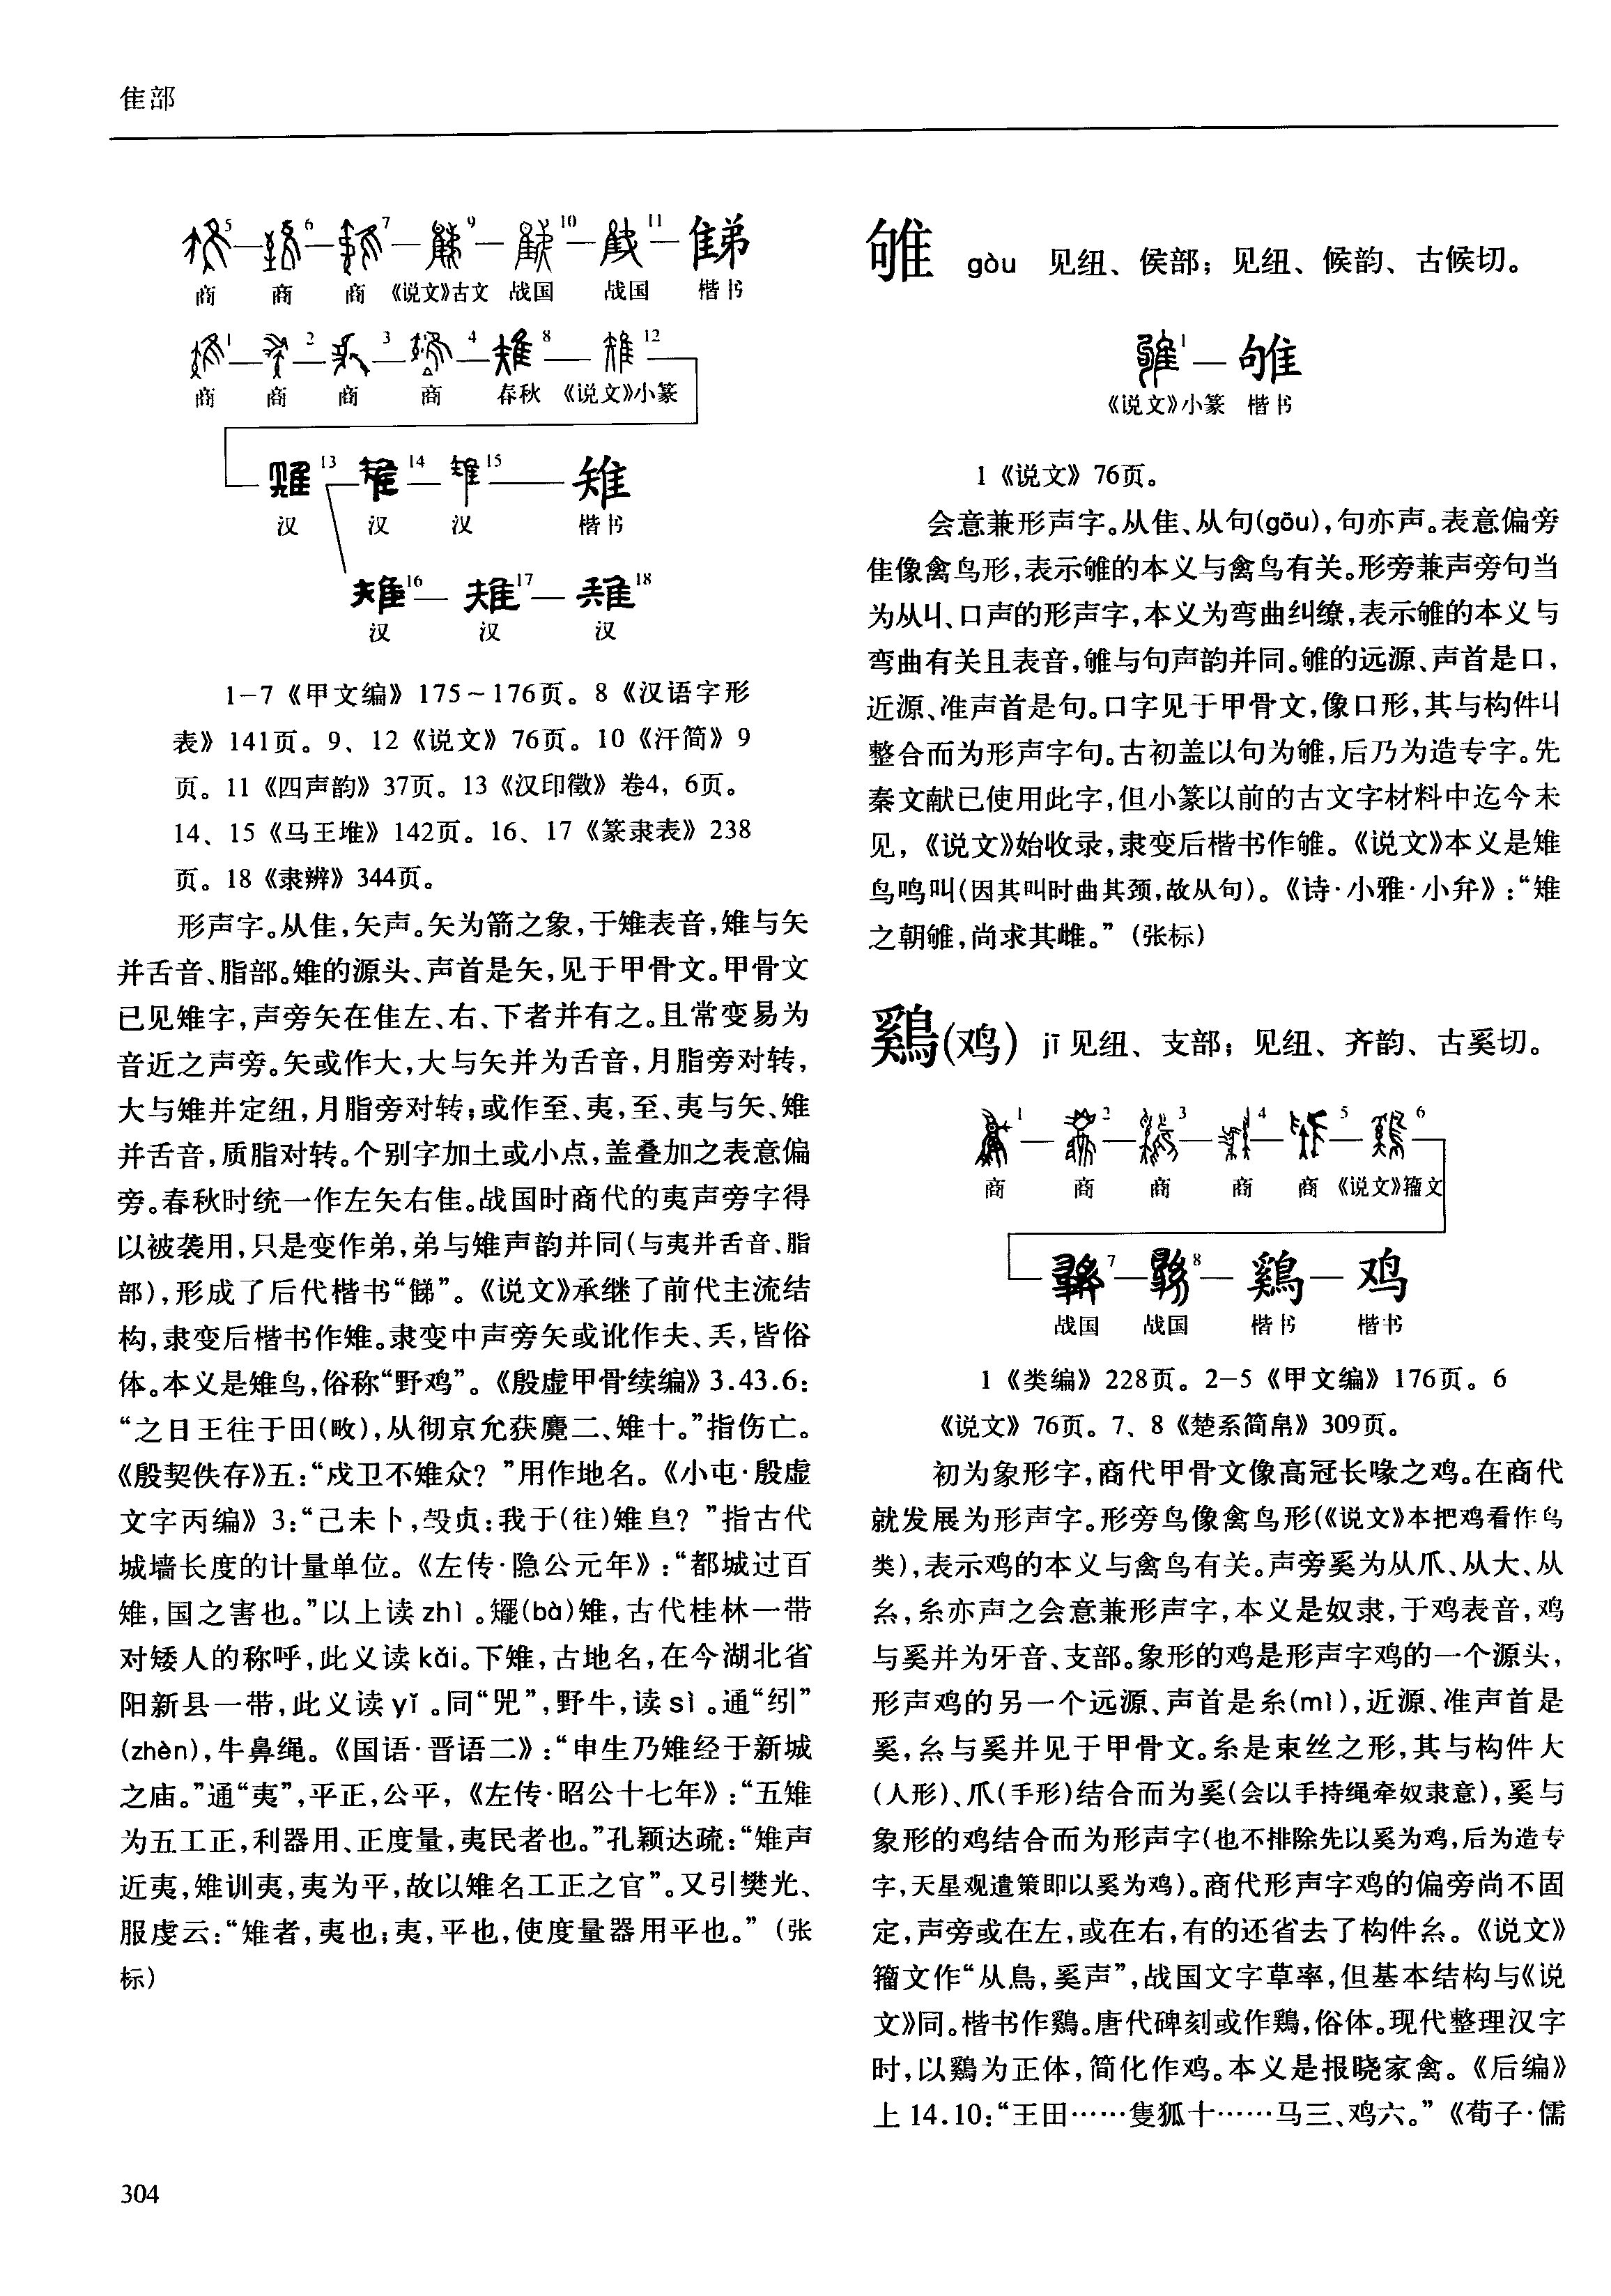 隹部
5 6 7 9 10 11
商 商 商 《说文》古文 战国 战国 楷书
1 2 3 4 8 12
商 商 商 商 春秋 《说文》小篆
13 14 15 雉
汉 汉 汉 楷书
16 17 18
汉 汉 汉
1-7《甲文编》175~176页。8《汉语字形
表》141页。9、12《说文》76页。10《汗简》9
页。11《四声韵》37页。13《汉印徵》卷4，6页。
14、15《马王堆》142页。16、17《篆隶表》238
页。18《隶辨》344页。
形声字。从隹，矢声。矢为箭之象，于雉表音，雉与矢
并舌音、脂部。雉的源头、声首是矢，见于甲骨文。甲骨文
已见雉字，声旁矢在隹左、右、下者并有之。且常变易为
音近之声旁。矢或作大，大与矢并为舌音，月脂旁对转，
大与雉并定纽，月脂旁对转；或作至、夷，至、夷与矢、雉
并舌音，质脂对转。个别字加土或小点，盖叠加之表意偏
旁。春秋时统一作左矢右隹。战国时商代的夷声旁字得
以被袭用，只是变作弟，弟与雉声韵并同（与夷并舌音、脂
部），形成了后代楷书“䨑”。《说文》承继了前代主流结
构，隶变后楷书作雉。隶变中声旁矢或讹作夫、兲，皆俗
体。本义是雉鸟，俗称“野鸡”。《殷虚甲骨续编》3.43.6：
“之日王往于田（畋），从彻京允获麑二、雉十。”指伤亡。
《殷契佚存》五：“戍卫不雉众？”用作地名。《小屯·殷虚
文字丙编》3：“己未卜，㱿贞：我于（往）雉？”指古代
城墙长度的计量单位。《左传·隐公元年》：“都城过百
雉，国之害也。”以上读zhì。䎱(bà)雉，古代桂林一带
对矮人的称呼，此义读kǎi。下雉，古地名，在今湖北省
阳新县一带，此义读yǐ。同“兕”，野牛，读sì。通“纼”
(zhèn)，牛鼻绳。《国语·晋语二》：“申生乃雉经于新城
之庙。”通“夷”，平正，公平，《左传·昭公十七年》：“五雉
为五工正，利器用、正度量，夷民者也。”孔颖达疏：“雉声
近夷，雉训夷，夷为平，故以雉名工正之官”。又引樊光、
服虔云：“雉者，夷也；夷，平也，使度量器用平也。”（张
标）
304
雊 gòu 见纽、侯部；见纽、候韵、古候切。
1 雊
《说文》小篆 楷书
1《说文》76页。
会意兼形声字。从隹、从句(gōu)，句亦声。表意偏旁
隹像禽鸟形，表示雊的本义与禽鸟有关。形旁兼声旁句当
为从丩、口声的形声字，本义为弯曲纠缭，表示雊的本义与
弯曲有关且表音，雊与句声韵并同。雊的远源、声首是口，
近源、准声首是句。口字见于甲骨文，像口形，其与构件丩
整合而为形声字句。古初盖以句为雊，后乃为造专字。先
秦文献已使用此字，但小篆以前的古文字材料中迄今未
见，《说文》始收录，隶变后楷书作雊。《说文》本义是雉
鸟鸣叫（因其叫时曲其颈，故从句）。《诗·小雅·小弁》：“雉
之朝雊，尚求其雌。”（张标）
鷄（鸡） jī 见纽、支部；见纽、齐韵、古奚切。
1 2 3 4 5 6
商 商 商 商 商 《说文》籀文
7 8 鷄 鸡
战国 战国 楷书 楷书
1《类编》228页。2-5《甲文编》176页。6
《说文》76页。7、8《楚系简帛》309页。
初为象形字，商代甲骨文像高冠长喙之鸡。在商代
就发展为形声字。形旁鸟像禽鸟形（《说文》本把鸡看作鸟
类），表示鸡的本义与禽鸟有关。声旁奚为从爪、从大、从
糸，糸亦声之会意兼形声字，本义是奴隶，于鸡表音，鸡
与奚并为牙音、支部。象形的鸡是形声字鸡的一个源头，
形声鸡的另一个远源、声首是糸(mì)，近源、准声首是
奚，糸与奚并见于甲骨文。糸是束丝之形，其与构件大
（人形）、爪（手形）结合而为奚（会以手持绳牵奴隶意），奚与
象形的鸡结合而为形声字（也不排除先以奚为鸡，后为造专
字，天星观遣策即以奚为鸡）。商代形声字鸡的偏旁尚不固
定，声旁或在左，或在右，有的还省去了构件糸。《说文》
籀文作“从鳥，奚声”，战国文字草率，但基本结构与《说
文》同。楷书作鷄。唐代碑刻或作鶏，俗体。现代整理汉字
时，以鷄为正体，简化作鸡。本义是报晓家禽。《后编》
上14.10：“王田……隻狐十……马三、鸡六。”《荀子·儒